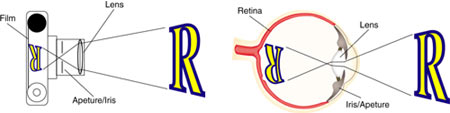 Film
Lens
R
R
Apeture/Iris
Retina
Lens
R
R
Iris/Apeture